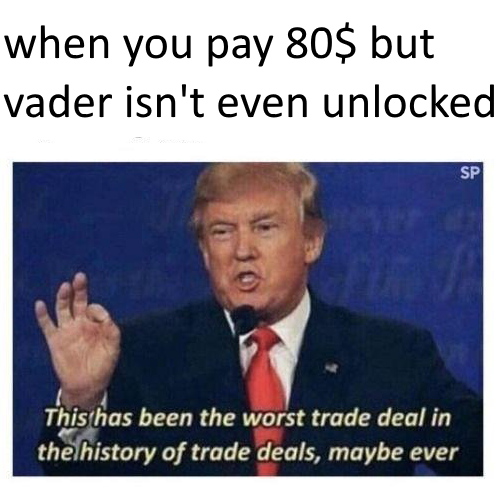 when you pay 80$ but
vader isn't even unlocked
SP
This has been the worst trade deal in
the history of trade deals, maybe ever